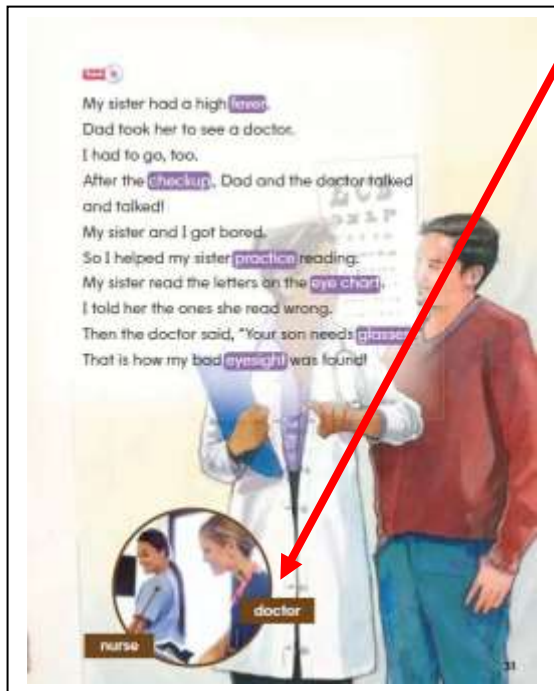 My sister had a high fever.
Dad took her to see a doctor.
I had to go, too.
After the checkup, Dad and the doctor talked
and talked!
My sister and I got bored.
So I helped my sister practice reading.
My sister read the letters on the eye chart.
I told her the ones she read wrong.
Then the doctor said, "Your son needs glasses
That is how my bad eyesight was found!
doctor
nurse
31